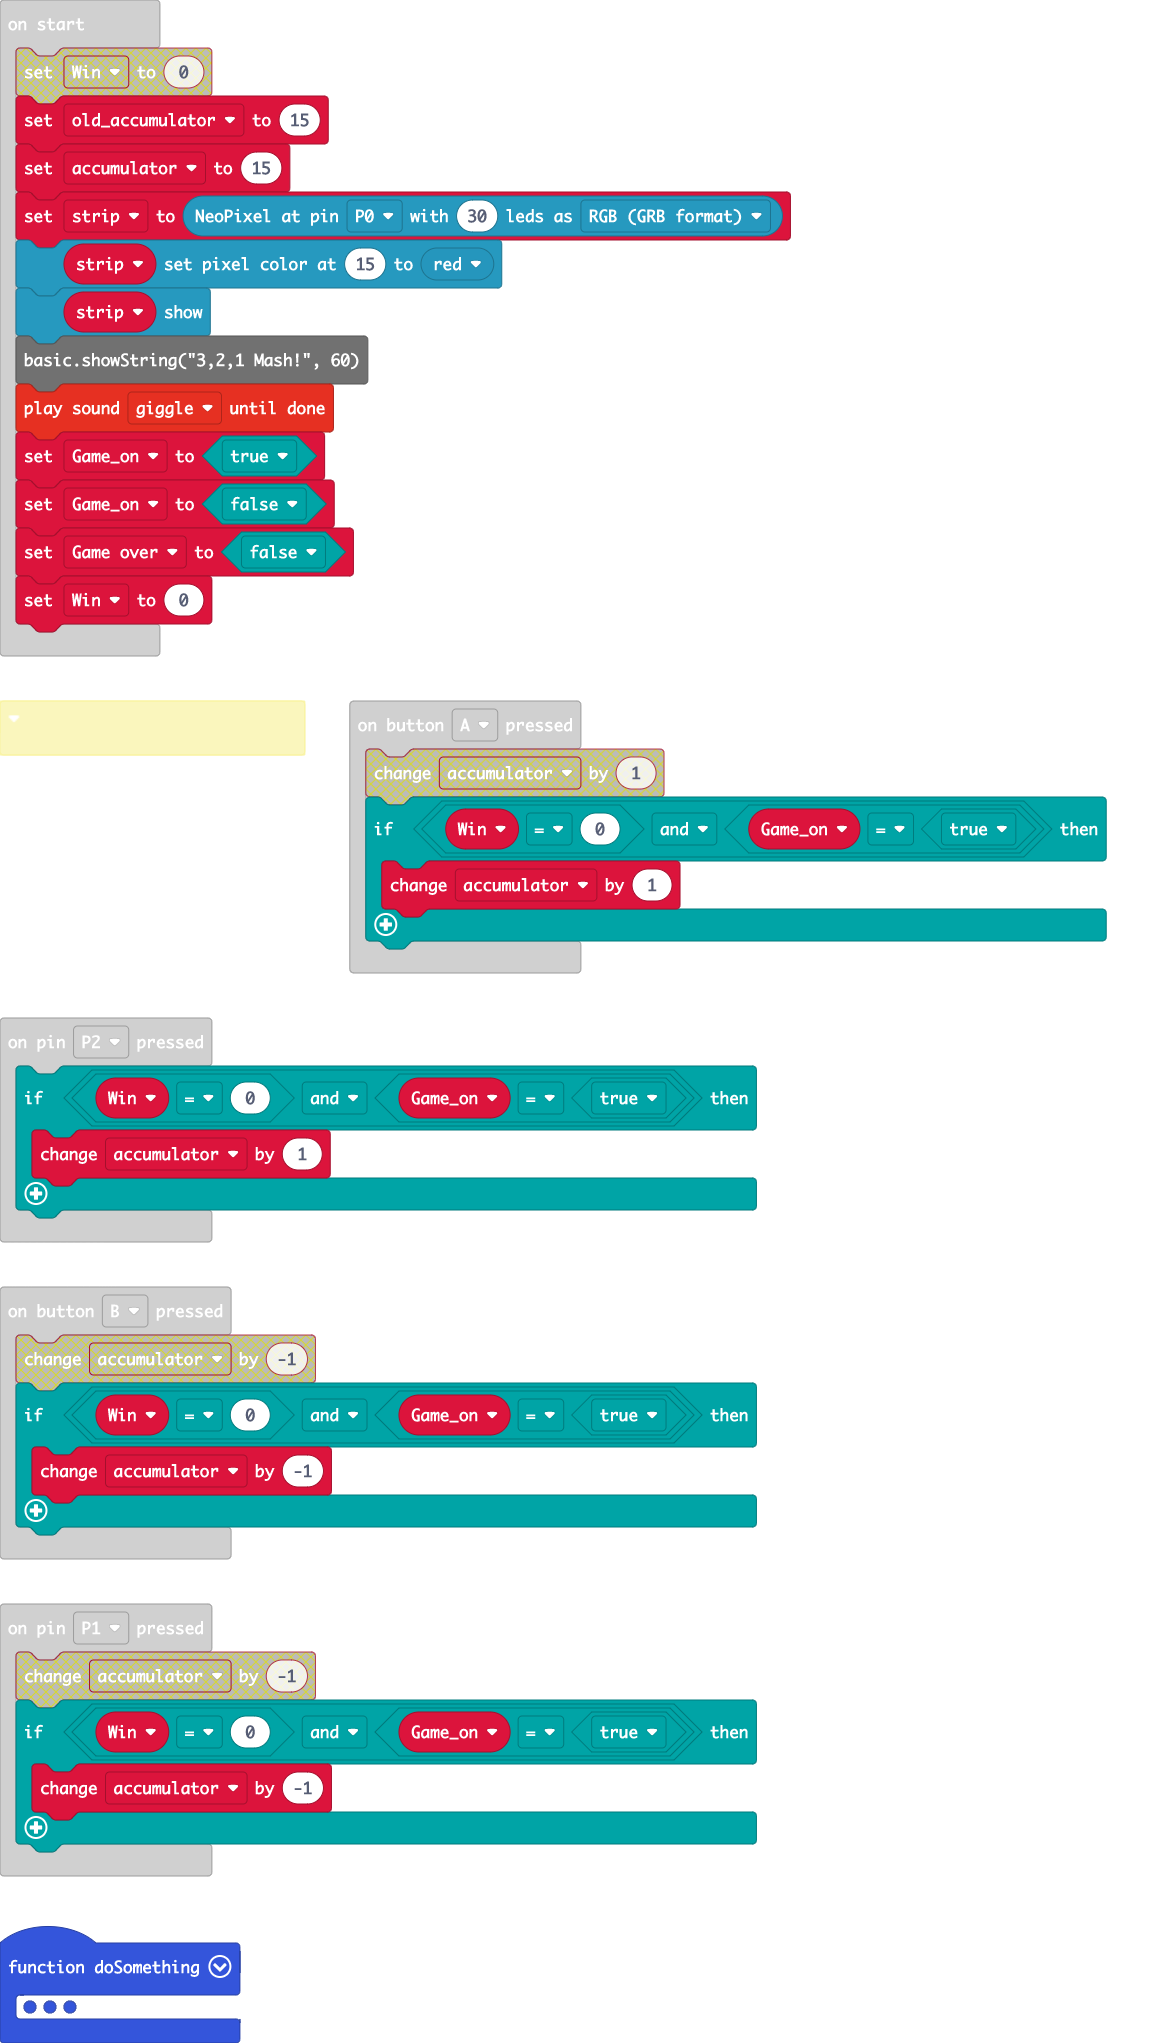 on start
set Win to 0
set old_accumulator to 15
set accumulator to 15
set strip to NeoPixel at pin P0 with 30 leds as RGB (GRB format)
strip set pixel color at 15 to red
strip show
basic.showString("3,2,1 Mash!", 60)
play sound giggle until done
set Game_on to true
set Game_on to false
set Game over to false
set Win to 0
on button A pressed
change accumulator by 1
if Win = 0 and Game_on = true then
change accumulator by 1
on pin P2 pressed
if Win = 0 and Game_on = true then
change accumulator by 1
on button B pressed
change accumulator by -1
if Win = 0 and Game_on = true then
change accumulator by -1
on pin P1 pressed
change accumulator by -1
if Win = 0 and Game_on = true then
change accumulator by -1
function doSomething